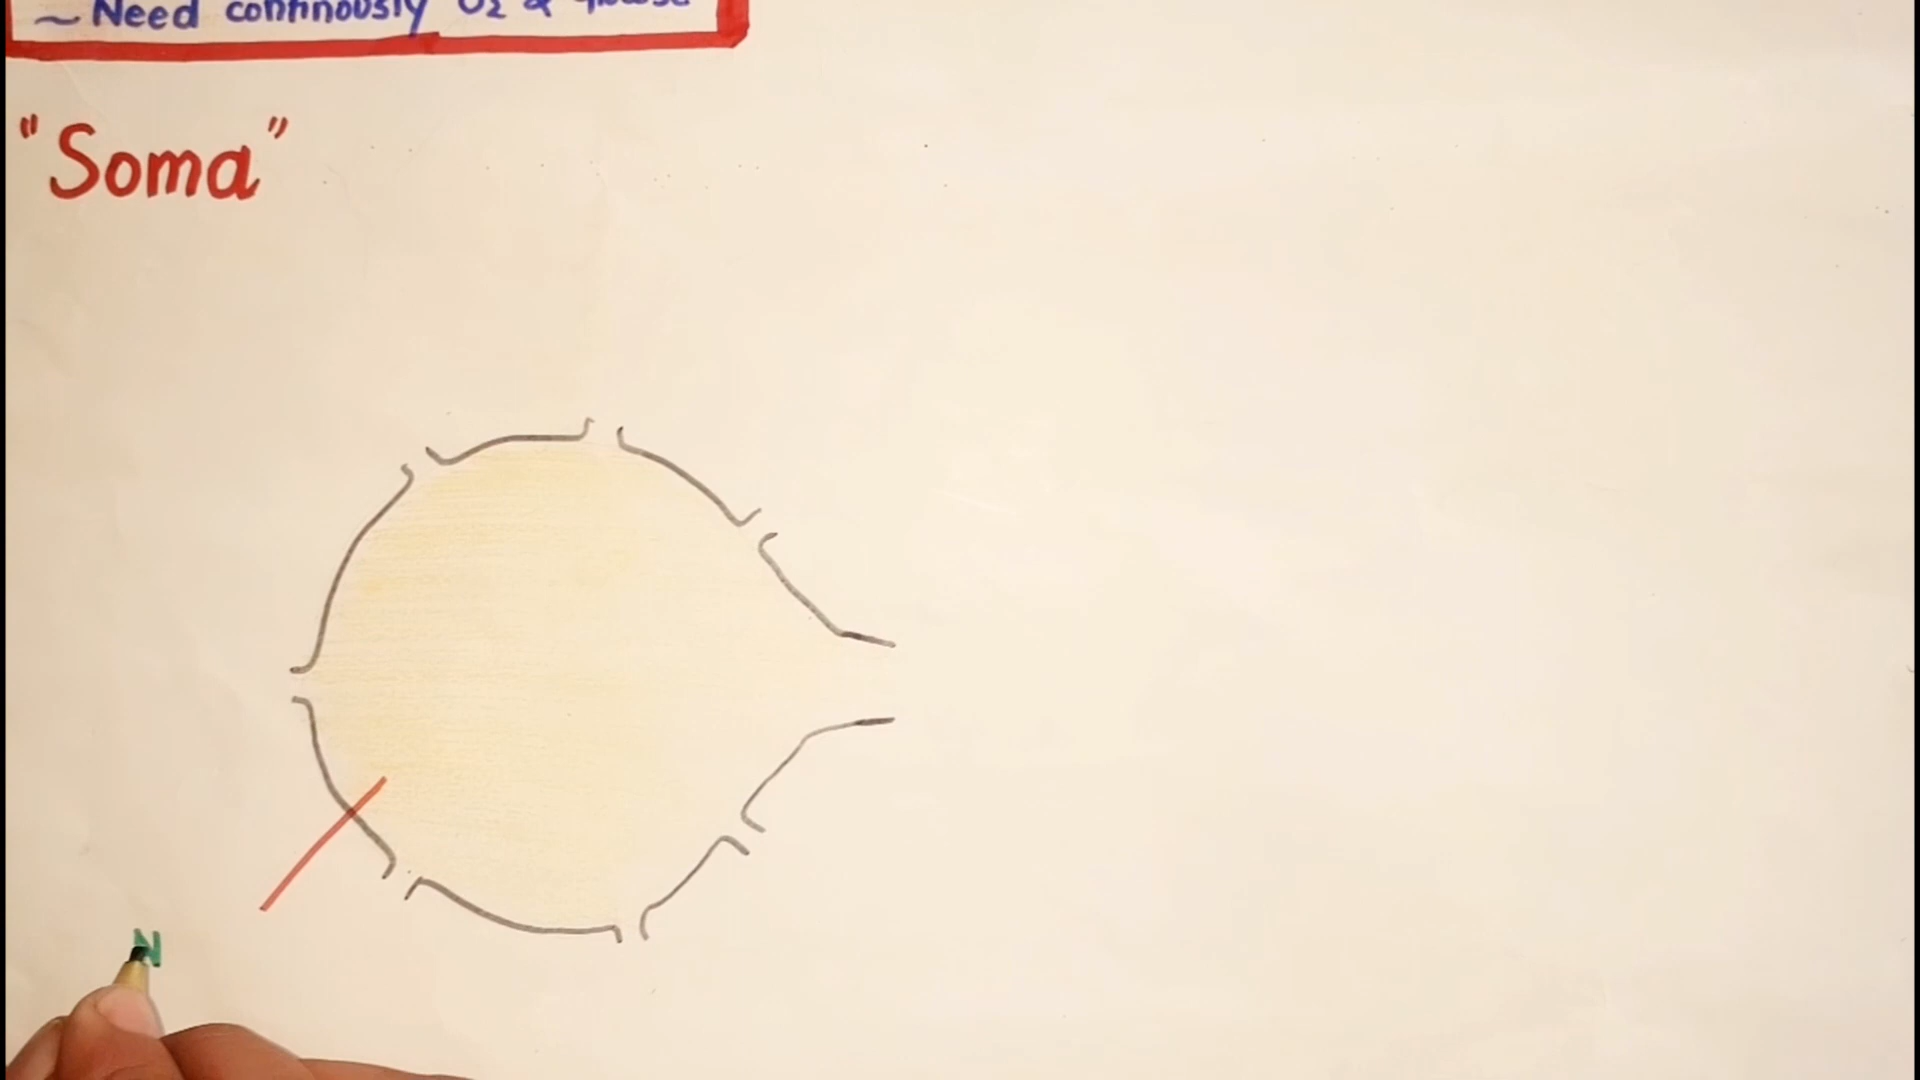 ~ Need continously O₂ &
"Soma"
N